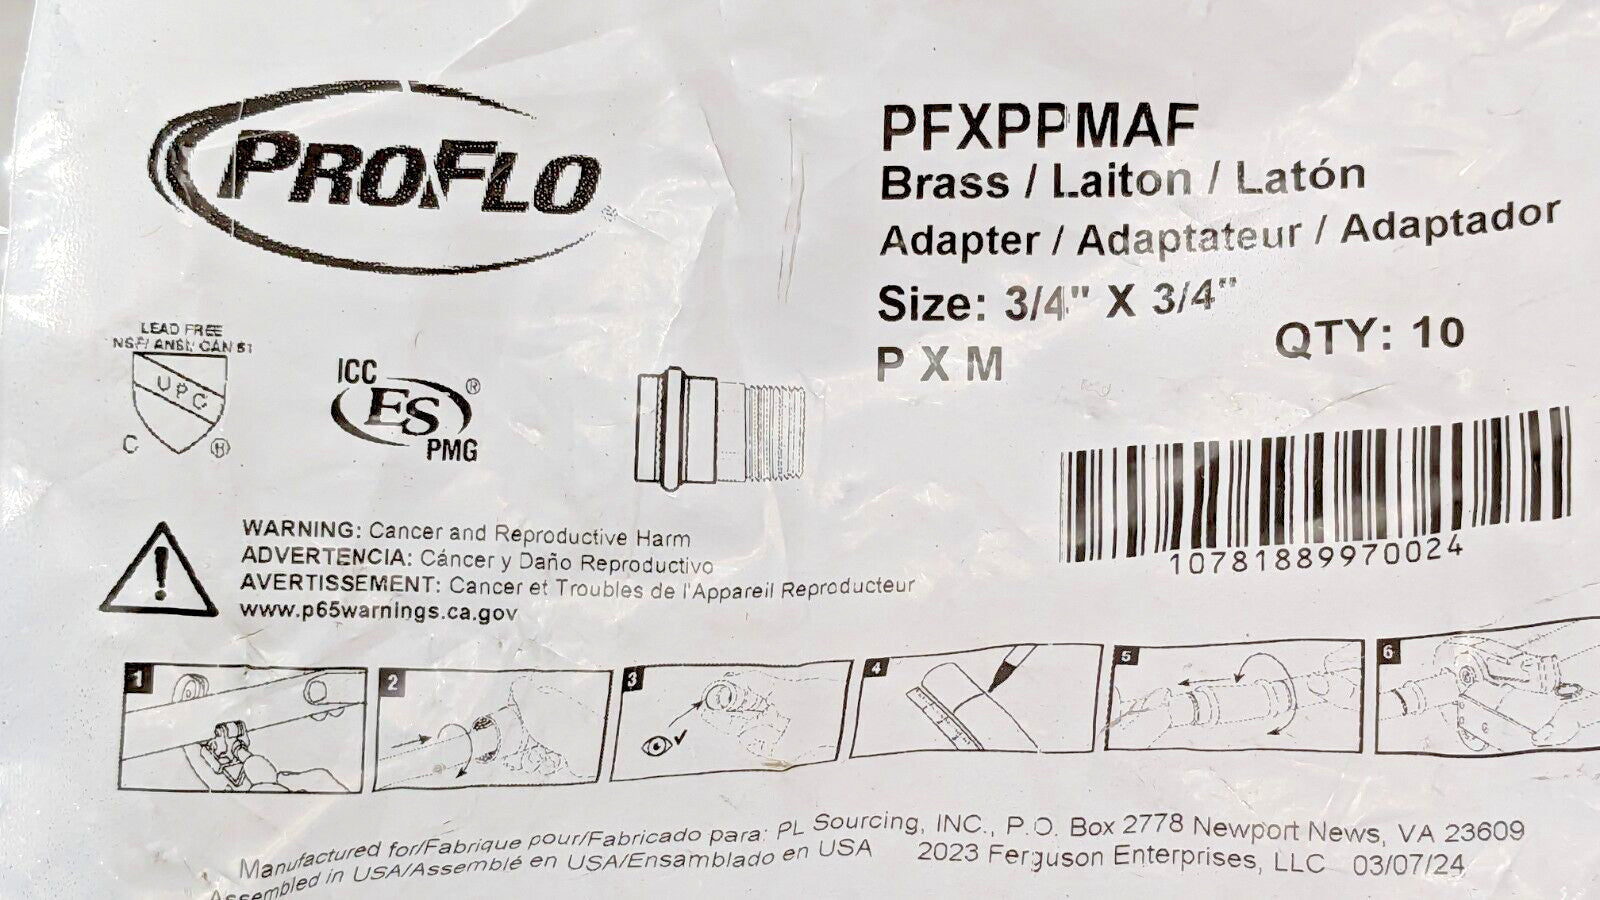 PROFLO®
PFXPPMAF
Brass / Laiton / Latón
Adapter / Adaptateur / Adaptador
Size: 3/4" X 3/4"
P X M
QTY: 10
LEAD FREE
NSF/ ANSI/ CAN 61
UPC
C ®
ICC
ES ®
PMG
10781889970024
WARNING: Cancer and Reproductive Harm
ADVERTENCIA: Cáncer y Daño Reproductivo
AVERTISSEMENT: Cancer et Troubles de l'Appareil Reproducteur
www.p65warnings.ca.gov
1
2
3
4
5
6
Manufactured for/Fabrique pour/Fabricado para: PL Sourcing, INC., P.O. Box 2778 Newport News, VA 23609
Assembled in USA/Assemblé en USA/Ensamblado en USA 2023 Ferguson Enterprises, LLC 03/07/24